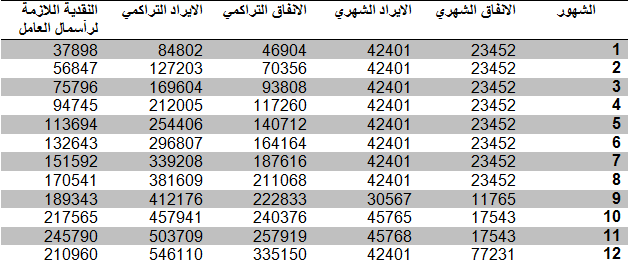 الشهور الانفاق الشهري الايراد الشهري الانفاق التراكمي الايراد التراكمي النقدية اللازمة لرأسمال العامل
1 23452 42401 46904 84802 37898
2 23452 42401 70356 127203 56847
3 23452 42401 93808 169604 75796
4 23452 42401 117260 212005 94745
5 23452 42401 140712 254406 113694
6 23452 42401 164164 296807 132643
7 23452 42401 187616 339208 151592
8 23452 42401 211068 381609 170541
9 11765 30567 222833 412176 189343
10 17543 45765 240376 457941 217565
11 17543 45768 257919 503709 245790
12 77231 42401 335150 546110 210960